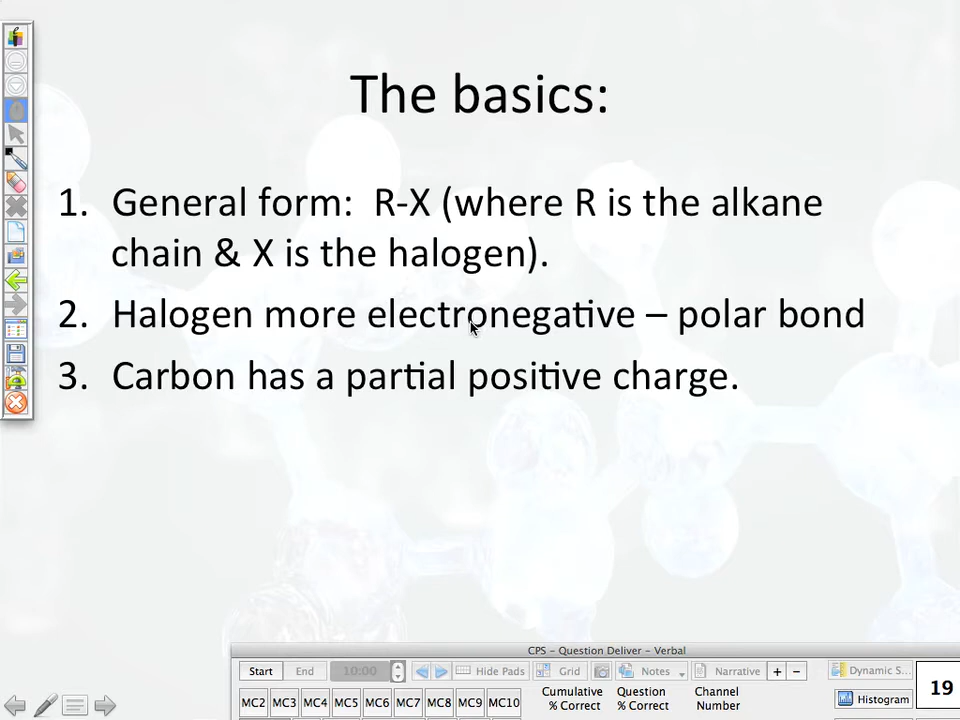 The basics:
1. General form: R-X (where R is the alkane
chain & X is the halogen).
2. Halogen more electronegative – polar bond
3. Carbon has a partial positive charge.
CPS - Question Deliver - Verbal
Start End 10:00 Hide Pads Grid Notes Narrative + − Dynamic S...
MC2 MC3 MC4 MC5 MC6 MC7 MC8 MC9 MC10
Cumulative
% Correct
Question
% Correct
Channel
Number
Histogram
19